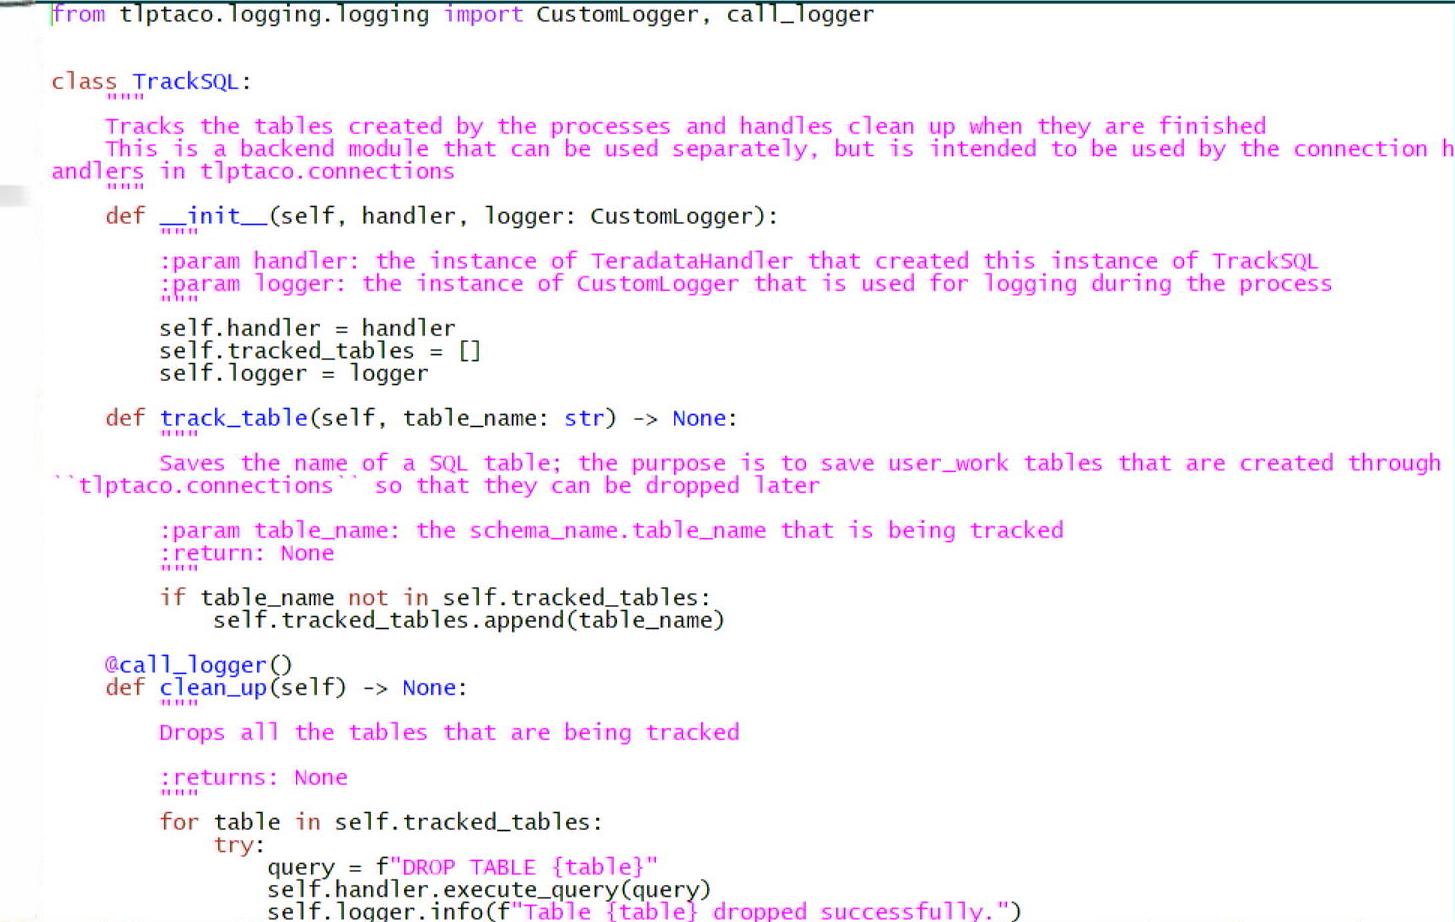 from tlptaco.logging.logging import CustomLogger, call_logger
class TrackSQL:
"""
Tracks the tables created by the processes and handles clean up when they are finished
This is a backend module that can be used separately, but is intended to be used by the connection h
andlers in tlptaco.connections
"""
def __init__(self, handler, logger: CustomLogger):
"""
:param handler: the instance of TeradataHandler that created this instance of TrackSQL
:param logger: the instance of CustomLogger that is used for logging during the process
"""
self.handler = handler
self.tracked_tables = []
self.logger = logger
def track_table(self, table_name: str) -> None:
"""
Saves the name of a SQL table; the purpose is to save user_work tables that are created through
``tlptaco.connections`` so that they can be dropped later
:param table_name: the schema_name.table_name that is being tracked
:return: None
"""
if table_name not in self.tracked_tables:
self.tracked_tables.append(table_name)
@call_logger()
def clean_up(self) -> None:
"""
Drops all the tables that are being tracked
:returns: None
"""
for table in self.tracked_tables:
try:
query = f"DROP TABLE {table}"
self.handler.execute_query(query)
self.logger.info(f"Table {table} dropped successfully.")